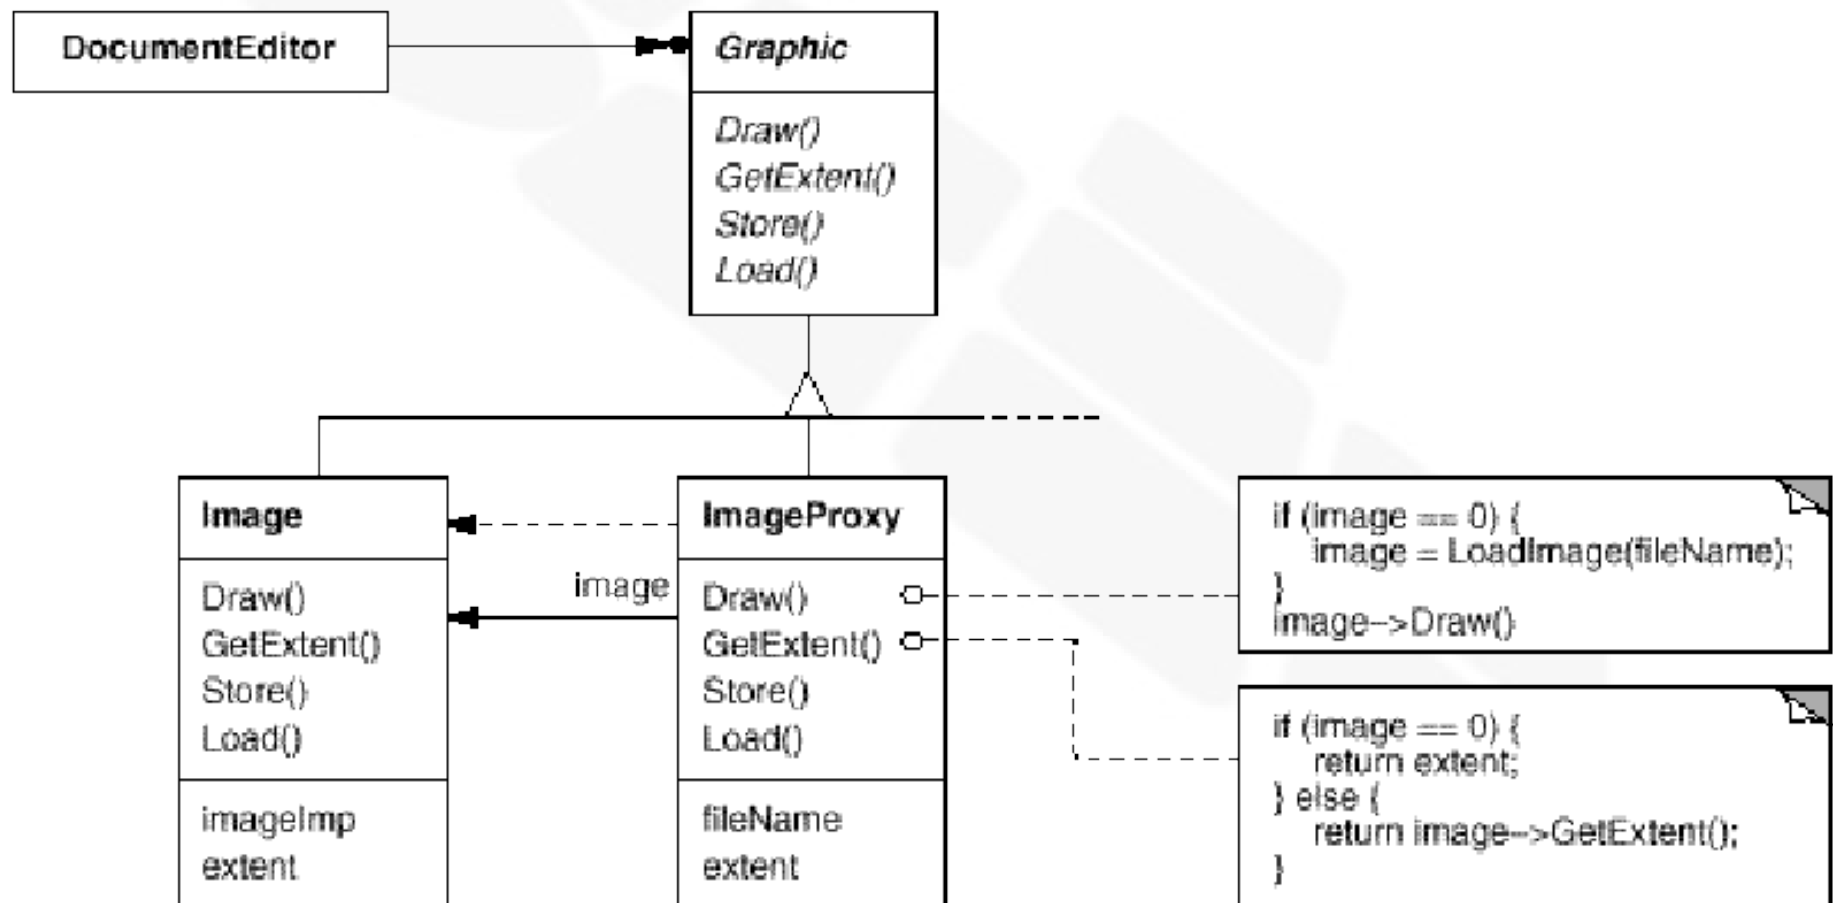 DocumentEditor
Graphic
Draw()
GetExtent()
Store()
Load()
Image
Draw()
GetExtent()
Store()
Load()
imageImp
extent
image
ImageProxy
Draw()
GetExtent()
Store()
Load()
fileName
extent
if (image == 0) {
image = LoadImage(fileName);
}
image->Draw()
if (image == 0) {
return extent;
} else {
return image->GetExtent();
}